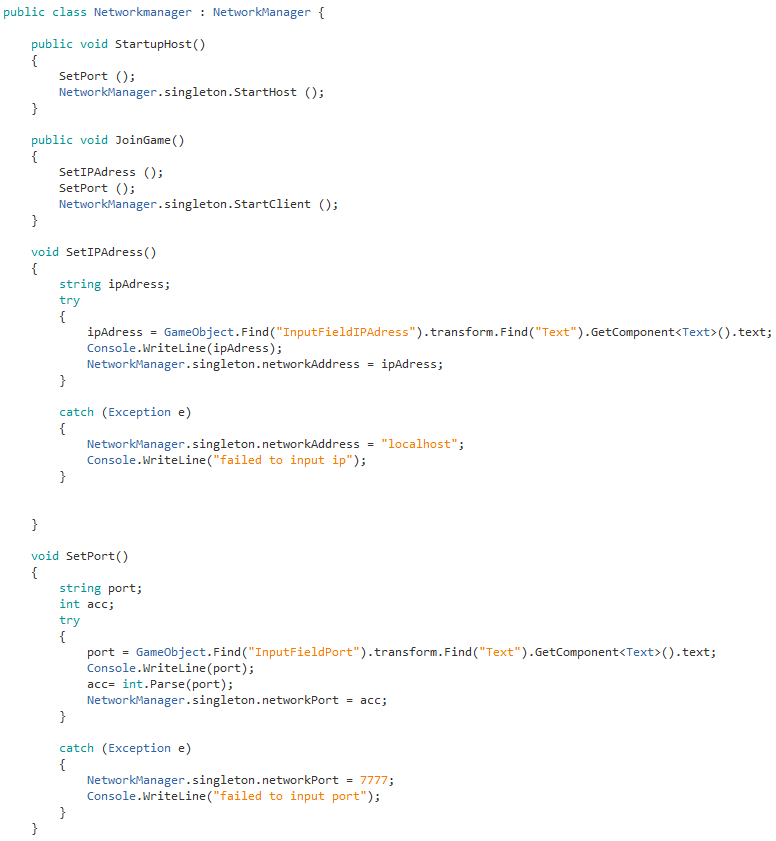 public class Networkmanager : NetworkManager {
public void StartupHost()
{
SetPort ();
NetworkManager.singleton.StartHost ();
}
public void JoinGame()
{
SetIPAdress ();
SetPort ();
NetworkManager.singleton.StartClient ();
}
void SetIPAdress()
{
string ipAdress;
try
{
ipAdress = GameObject.Find("InputFieldIPAdress").transform.Find("Text").GetComponent<Text>().text;
Console.WriteLine(ipAdress);
NetworkManager.singleton.networkAddress = ipAdress;
}
catch (Exception e)
{
NetworkManager.singleton.networkAddress = "localhost";
Console.WriteLine("failed to input ip");
}
}
void SetPort()
{
string port;
int acc;
try
{
port = GameObject.Find("InputFieldPort").transform.Find("Text").GetComponent<Text>().text;
Console.WriteLine(port);
acc= int.Parse(port);
NetworkManager.singleton.networkPort = acc;
}
catch (Exception e)
{
NetworkManager.singleton.networkPort = 7777;
Console.WriteLine("failed to input port");
}
}